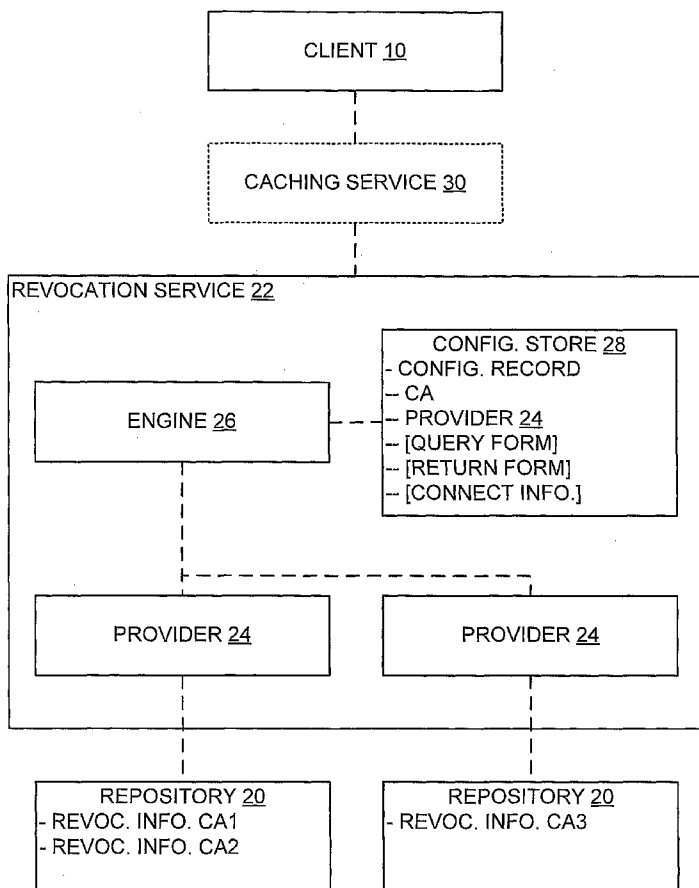 CLIENT 10
CACHING SERVICE 30
REVOCATION SERVICE 22
CONFIG. STORE 28
- CONFIG. RECORD
-- CA
-- PROVIDER 24
-- [QUERY FORM]
-- [RETURN FORM]
-- [CONNECT INFO.]
ENGINE 26
PROVIDER 24
PROVIDER 24
REPOSITORY 20
- REVOC. INFO. CA1
- REVOC. INFO. CA2
REPOSITORY 20
- REVOC. INFO. CA3